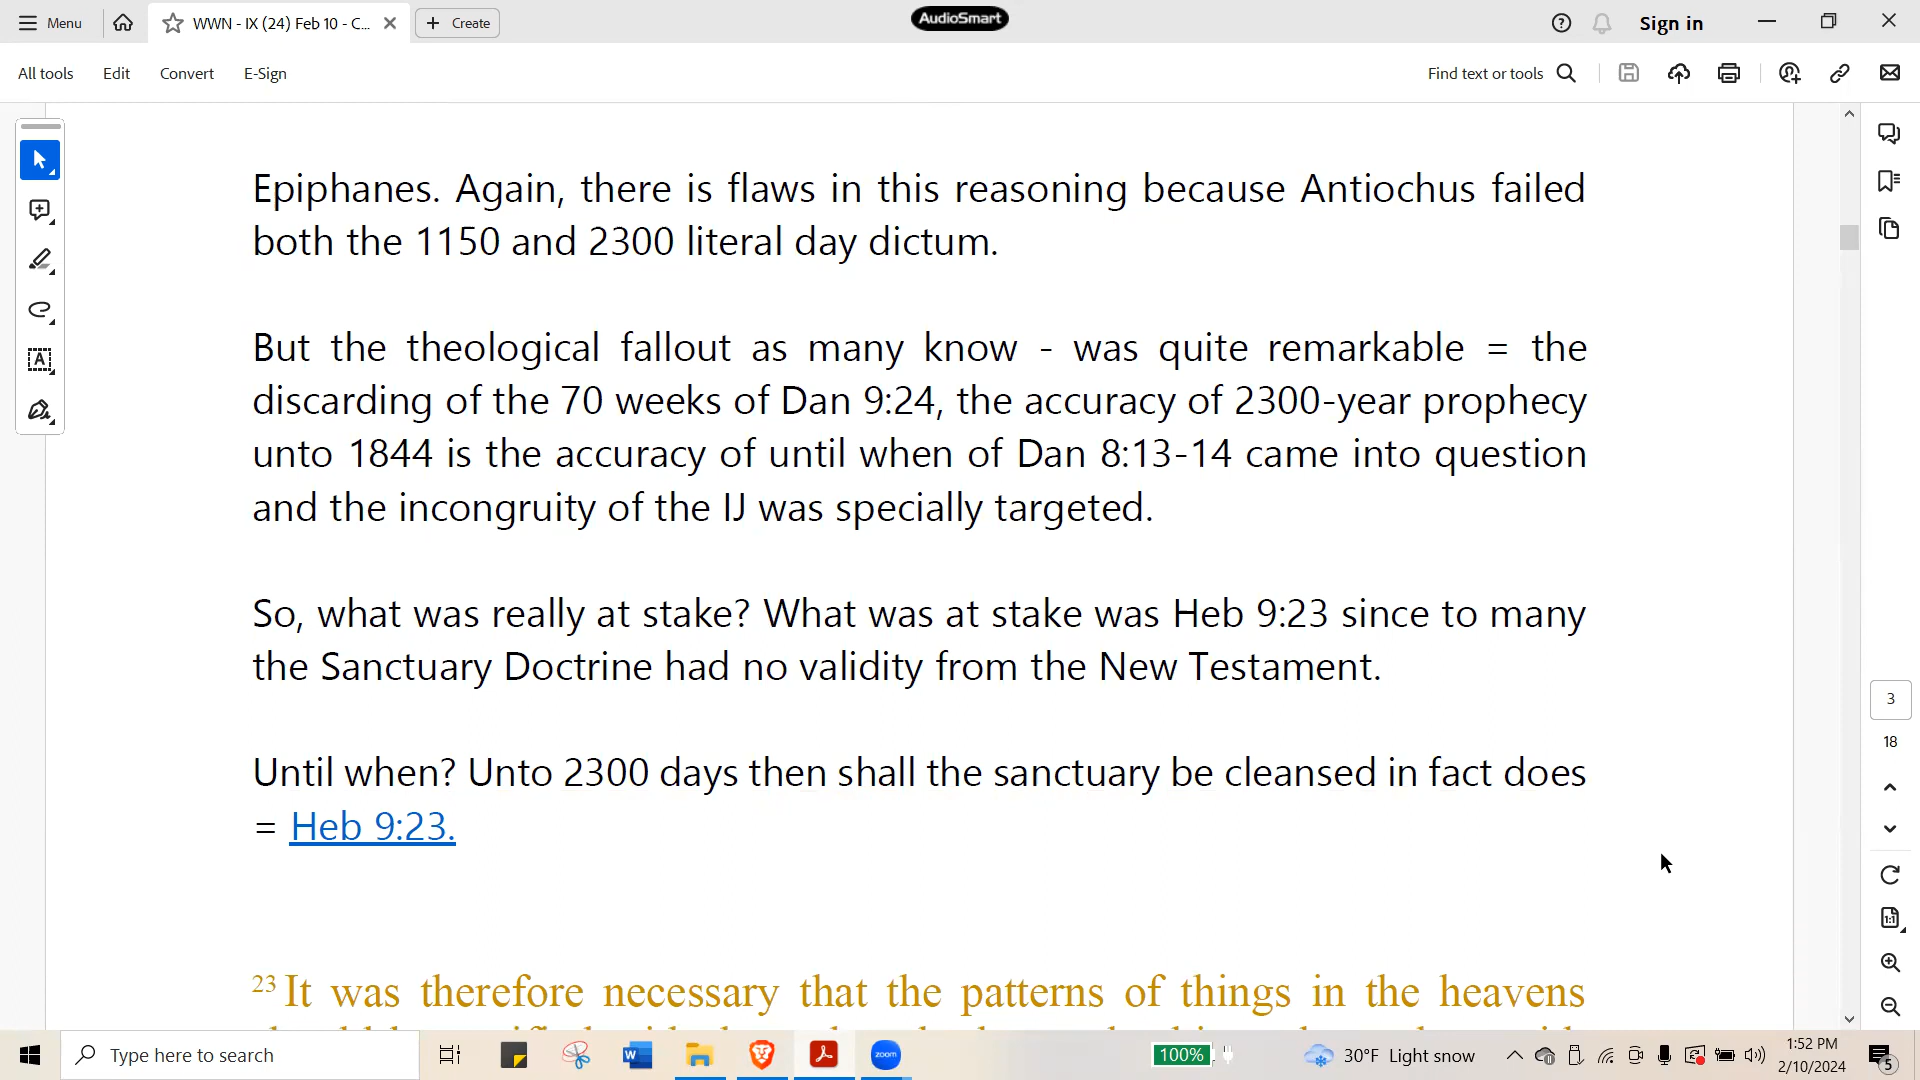 Menu
WWN - IX (24) Feb 10 - C...
Create
AudioSmart
Sign in
All tools
Edit
Convert
E-Sign
Find text or tools
Epiphanes. Again, there is flaws in this reasoning because Antiochus failed
both the 1150 and 2300 literal day dictum.
But the theological fallout as many know - was quite remarkable = the
discarding of the 70 weeks of Dan 9:24, the accuracy of 2300-year prophecy
unto 1844 is the accuracy of until when of Dan 8:13-14 came into question
and the incongruity of the IJ was specially targeted.
So, what was really at stake? What was at stake was Heb 9:23 since to many
the Sanctuary Doctrine had no validity from the New Testament.
Until when? Unto 2300 days then shall the sanctuary be cleansed in fact does
= Heb 9:23.
23 It was therefore necessary that the patterns of things in the heavens
3
18
Type here to search
zoom
100%
30°F Light snow
1:52 PM
2/10/2024
5